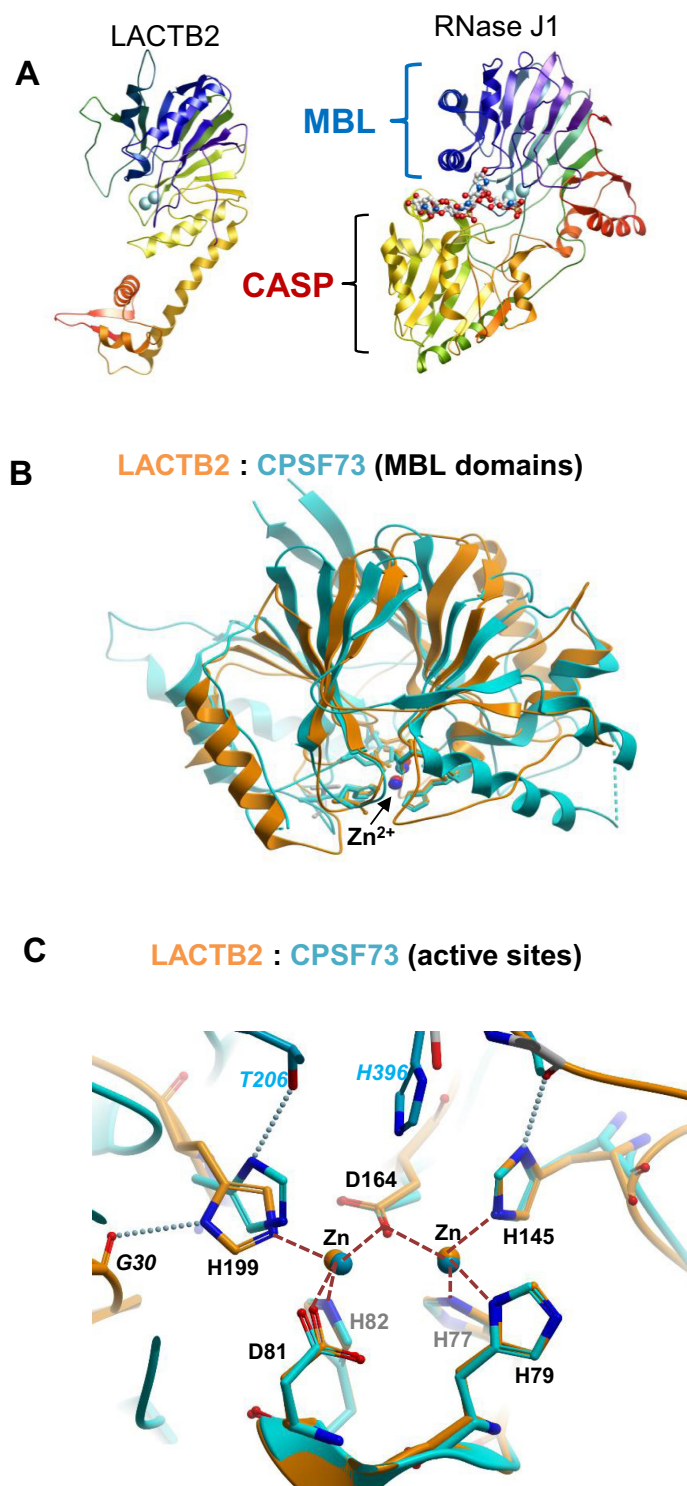 A
LACTB2
RNase J1
MBL
CASP
B
LACTB2 : CPSF73 (MBL domains)
Zn2+
C
LACTB2 : CPSF73 (active sites)
T206
H396
D164
G30
H199
Zn
Zn
H145
H82
H77
D81
H79